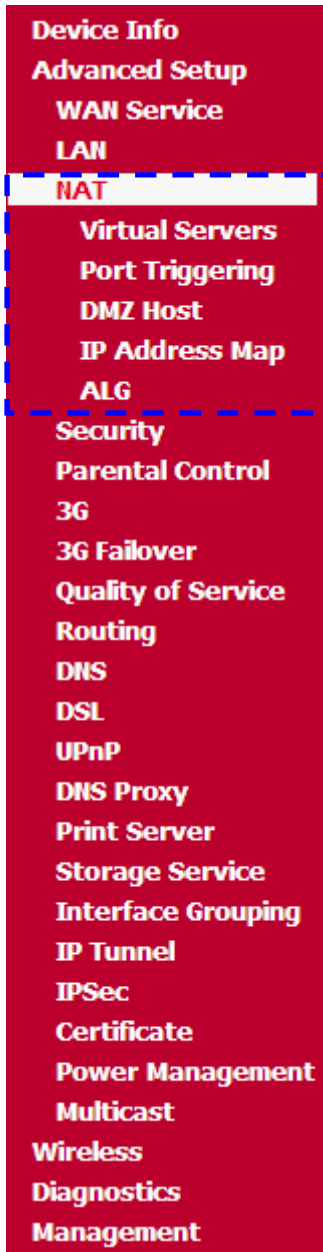 Device Info
Advanced Setup
WAN Service
LAN
NAT
Virtual Servers
Port Triggering
DMZ Host
IP Address Map
ALG
Security
Parental Control
3G
3G Failover
Quality of Service
Routing
DNS
DSL
UPnP
DNS Proxy
Print Server
Storage Service
Interface Grouping
IP Tunnel
IPSec
Certificate
Power Management
Multicast
Wireless
Diagnostics
Management